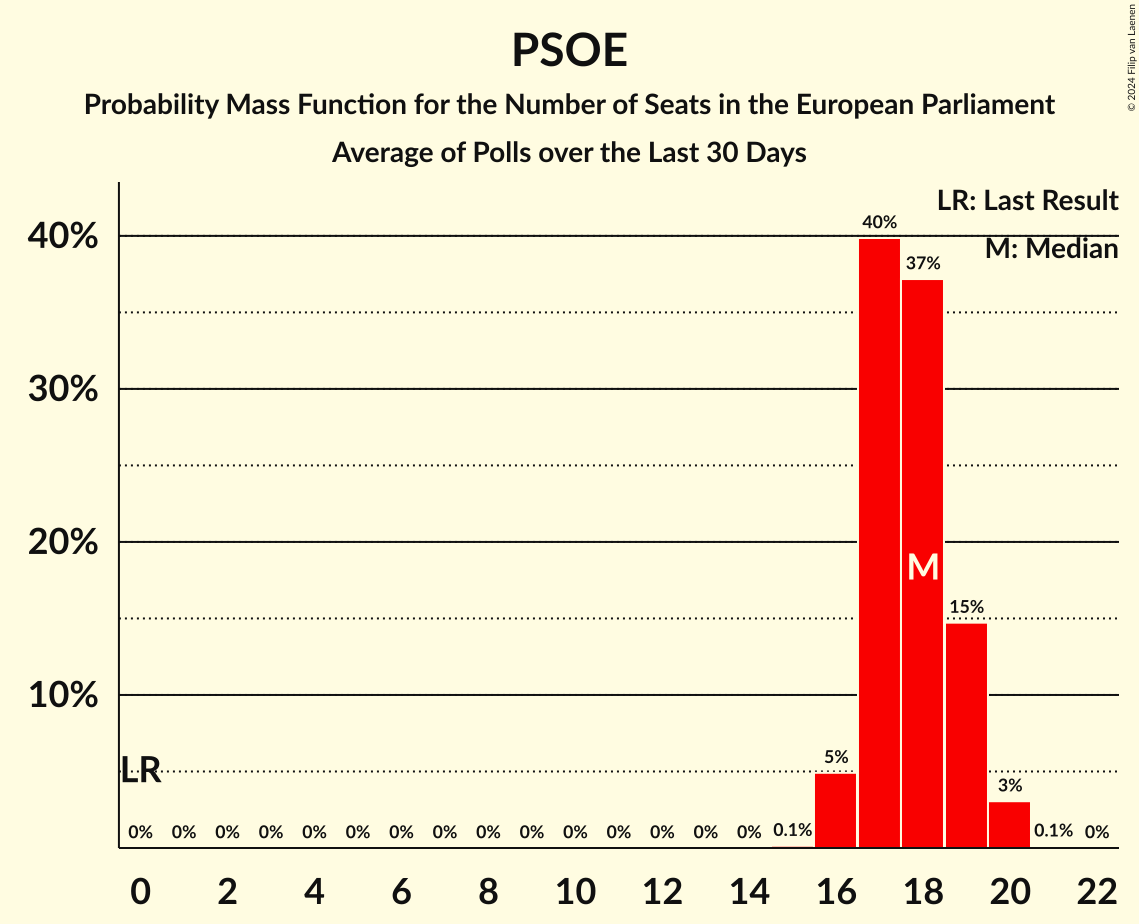 PSOE
Probability Mass Function for the Number of Seats in the European Parliament
Average of Polls over the Last 30 Days
© 2024 Filip van Laenen
LR: Last Result
M: Median
40%
30%
20%
10%
40%
37%
M
15%
LR
5%
3%
0% 0% 0% 0% 0% 0% 0% 0% 0% 0% 0% 0% 0% 0% 0% 0.1% 0.1% 0%
0 2 4 6 8 10 12 14 16 18 20 22